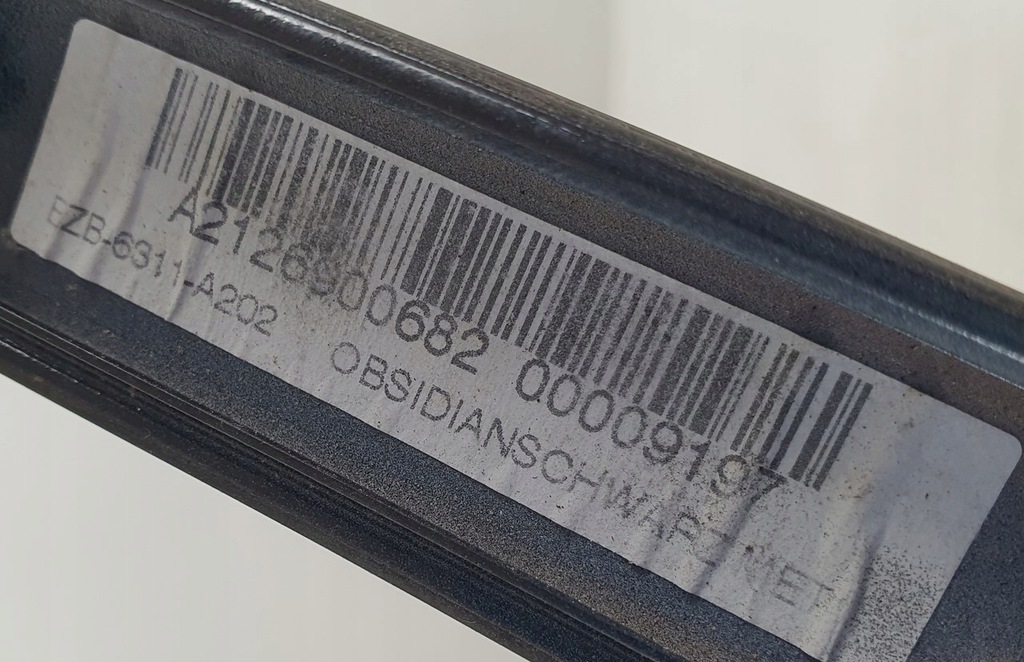 A2126900682 00009197
EZB-6311-A202 OBSIDIANSCHWARZ MET